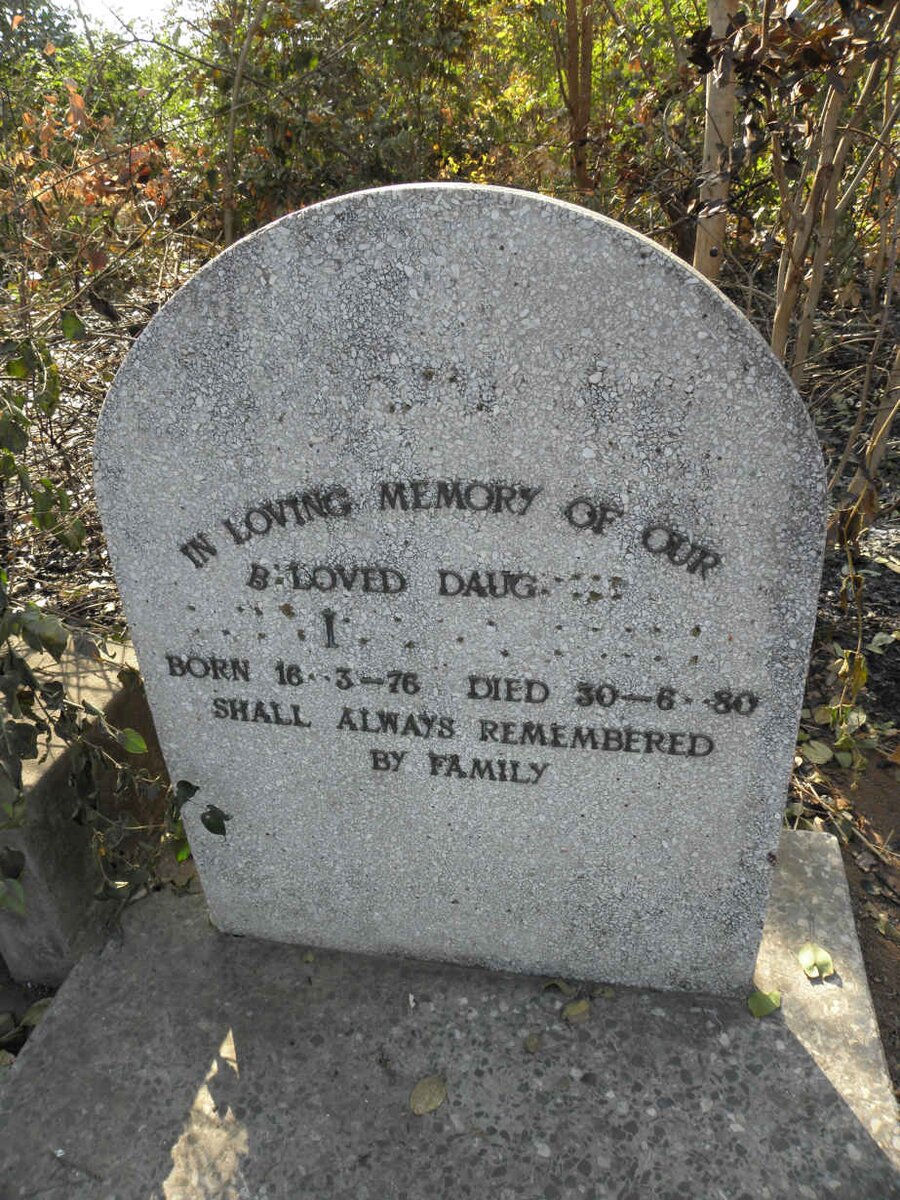 IN LOVING MEMORY OF OUR
B LOVED DAUG
I
BORN 16-3-76 DIED 30-6-80
SHALL ALWAYS REMEMBERED
BY FAMILY